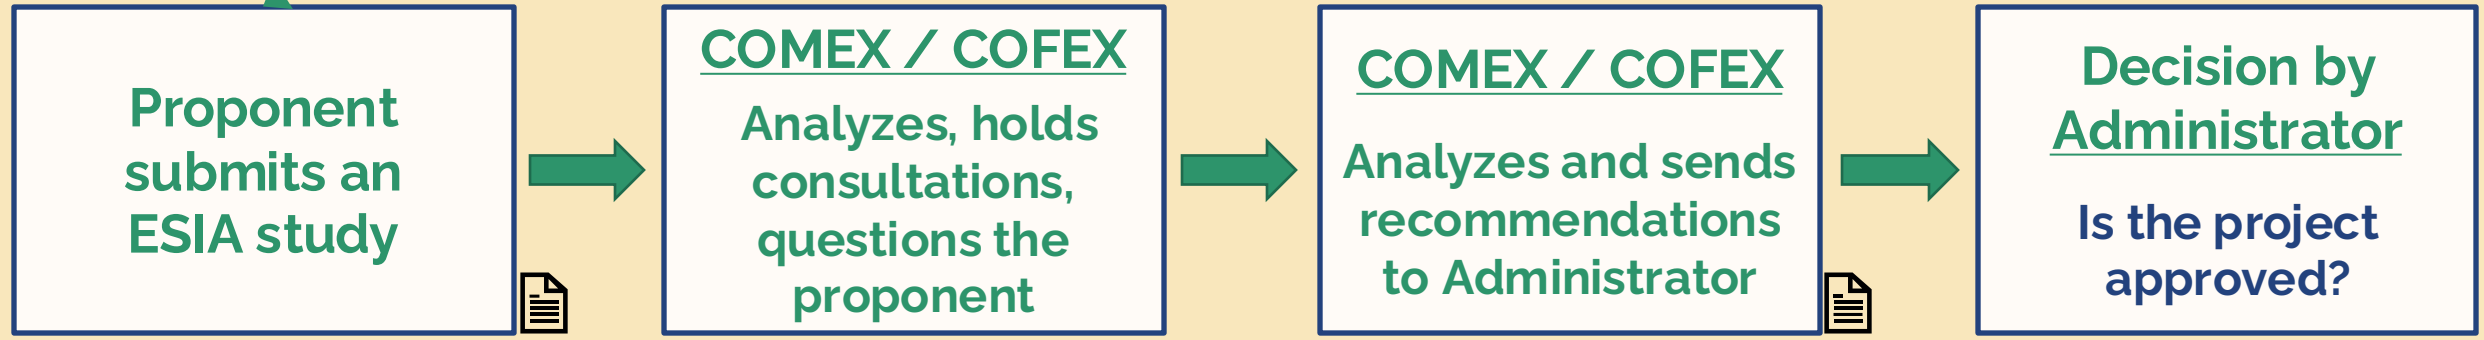 Proponent
submits an
ESIA study
COMEX / COFEX
Analyzes, holds
consultations,
questions the
proponent
COMEX / COFEX
Analyzes and sends
recommendations
to Administrator
Decision by
Administrator
Is the project
approved?